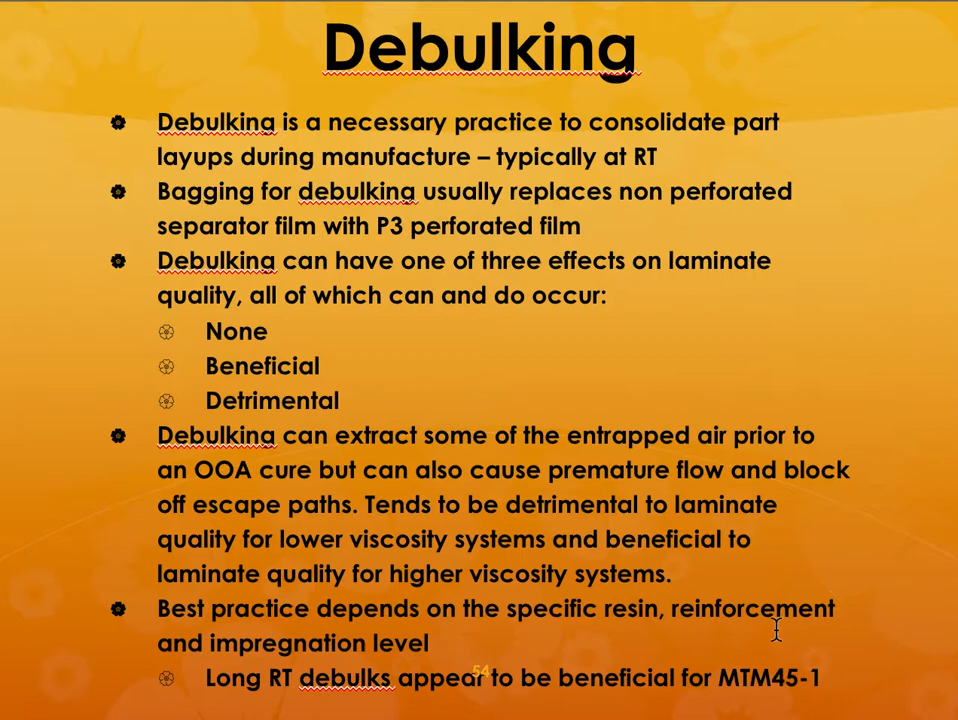 Debulking
Debulking is a necessary practice to consolidate part
layups during manufacture – typically at RT
Bagging for debulking usually replaces non perforated
separator film with P3 perforated film
Debulking can have one of three effects on laminate
quality, all of which can and do occur:
None
Beneficial
Detrimental
Debulking can extract some of the entrapped air prior to
an OOA cure but can also cause premature flow and block
off escape paths. Tends to be detrimental to laminate
quality for lower viscosity systems and beneficial to
laminate quality for higher viscosity systems.
Best practice depends on the specific resin, reinforcement
and impregnation level
Long RT debulks appear to be beneficial for MTM45-1
54